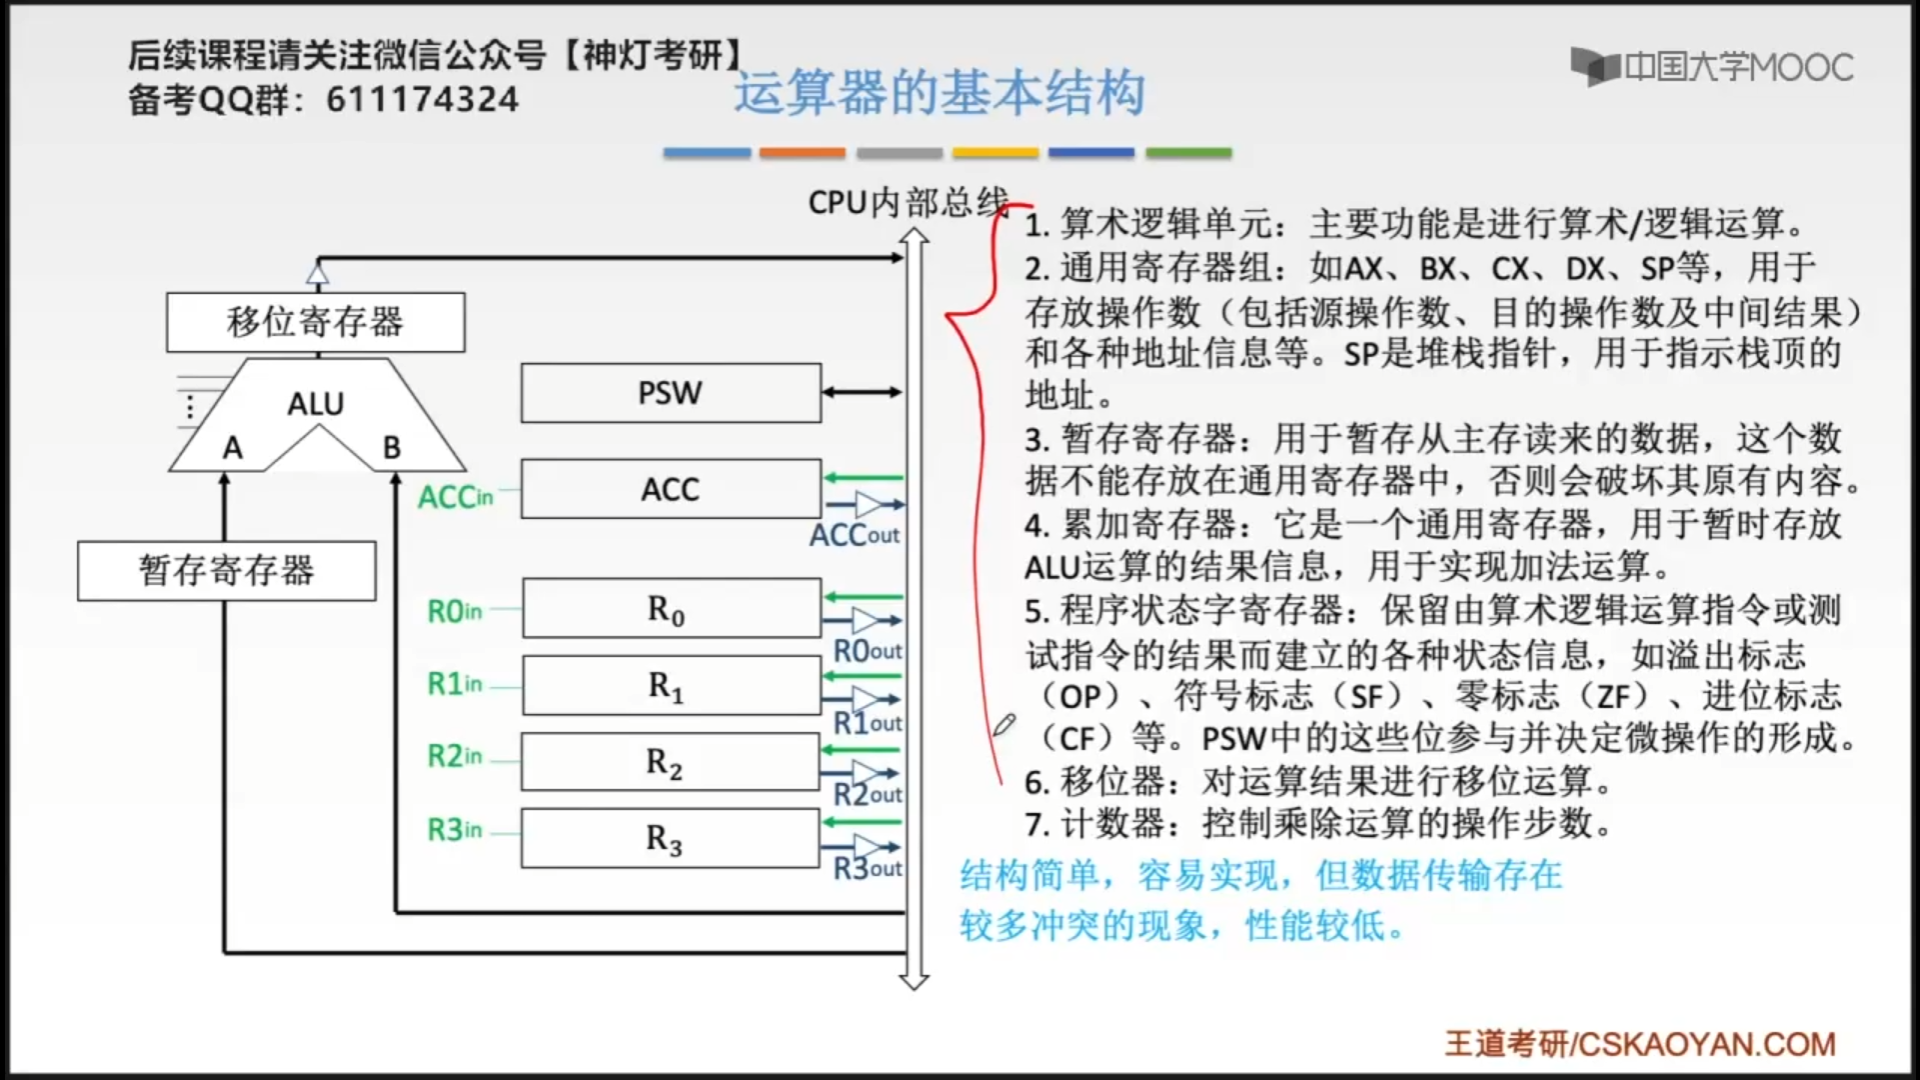 后续课程请关注微信公众号【神灯考研】
备考QQ群：611174324
中国大学MOOC
运算器的基本结构
CPU内部总线
移位寄存器
ALU
A
B
暂存寄存器
PSW
ACCin
ACC
ACCout
R0in
R₀
R0out
R1in
R₁
R1out
R2in
R₂
R2out
R3in
R₃
R3out
1. 算术逻辑单元：主要功能是进行算术/逻辑运算。
2. 通用寄存器组：如AX、BX、CX、DX、SP等，用于
存放操作数（包括源操作数、目的操作数及中间结果）
和各种地址信息等。SP是堆栈指针，用于指示栈顶的
地址。
3. 暂存寄存器：用于暂存从主存读来的数据，这个数
据不能存放在通用寄存器中，否则会破坏其原有内容。
4. 累加寄存器：它是一个通用寄存器，用于暂时存放
ALU运算的结果信息，用于实现加法运算。
5. 程序状态字寄存器：保留由算术逻辑运算指令或测
试指令的结果而建立的各种状态信息，如溢出标志
（OP）、符号标志（SF）、零标志（ZF）、进位标志
（CF）等。PSW中的这些位参与并决定微操作的形成。
6. 移位器：对运算结果进行移位运算。
7. 计数器：控制乘除运算的操作步数。
结构简单，容易实现，但数据传输存在
较多冲突的现象，性能较低。
王道考研/CSKAOYAN.COM